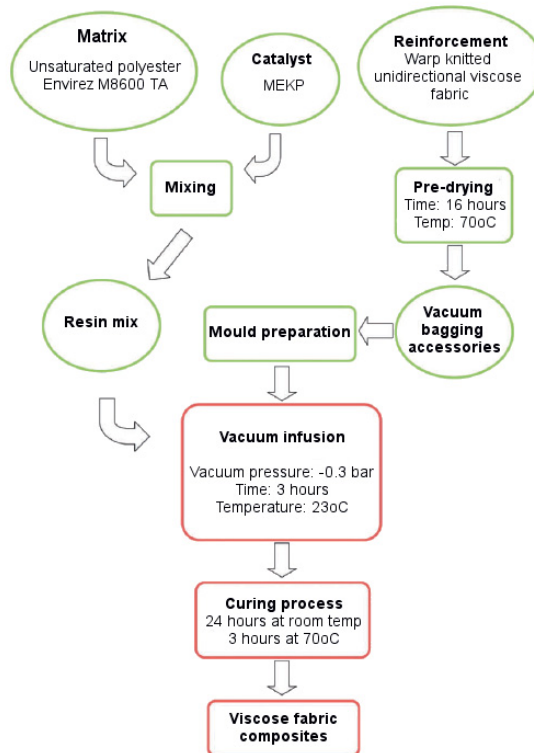 Matrix
Unsaturated polyester
Envirez M8600 TA
Catalyst
MEKP
Reinforcement
Warp knitted
unidirectional viscose
fabric
Mixing
Pre-drying
Time: 16 hours
Temp: 70oC
Resin mix
Mould preparation
Vacuum
bagging
accessories
Vacuum infusion
Vacuum pressure: -0.3 bar
Time: 3 hours
Temperature: 23oC
Curing process
24 hours at room temp
3 hours at 70oC
Viscose fabric
composites